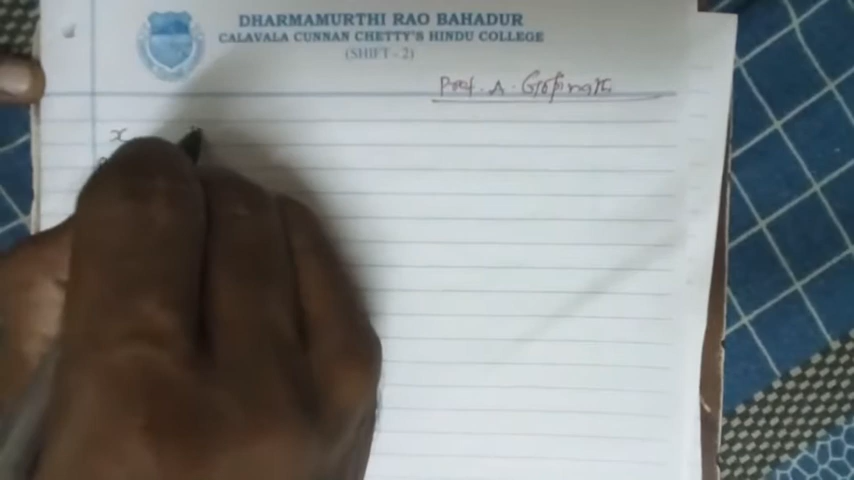 DHARMAMURTHI RAO BAHADUR
CALAVALA CUNNAN CHETTY'S HINDU COLLEGE
(SHIFT - 2)
Prof. A. Gopinath
x